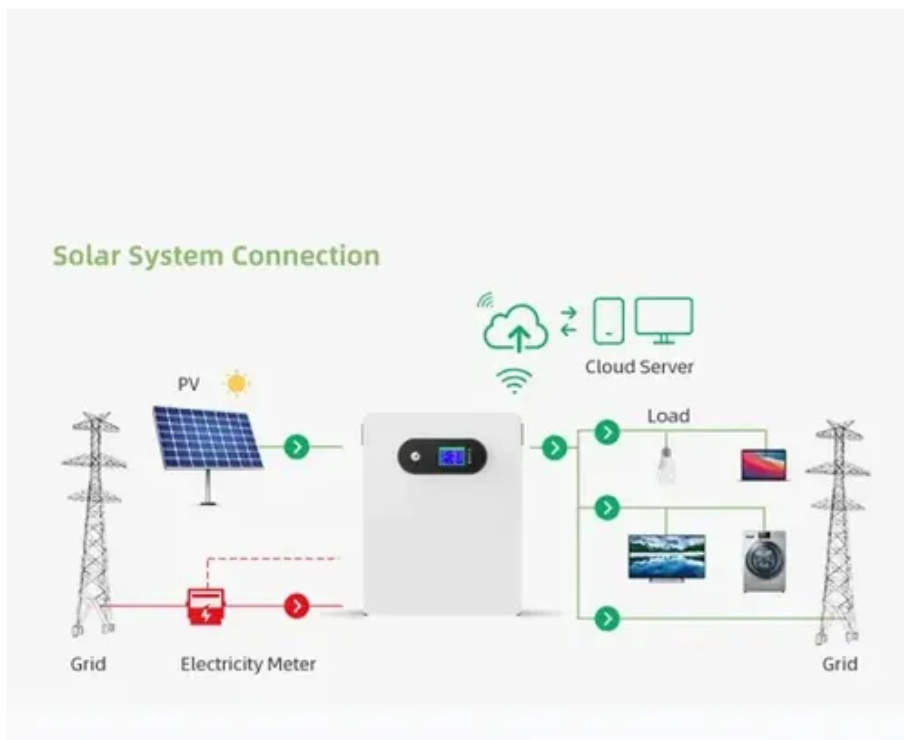 Solar System Connection
Cloud Server
PV
Load
Grid
Electricity Meter
Grid